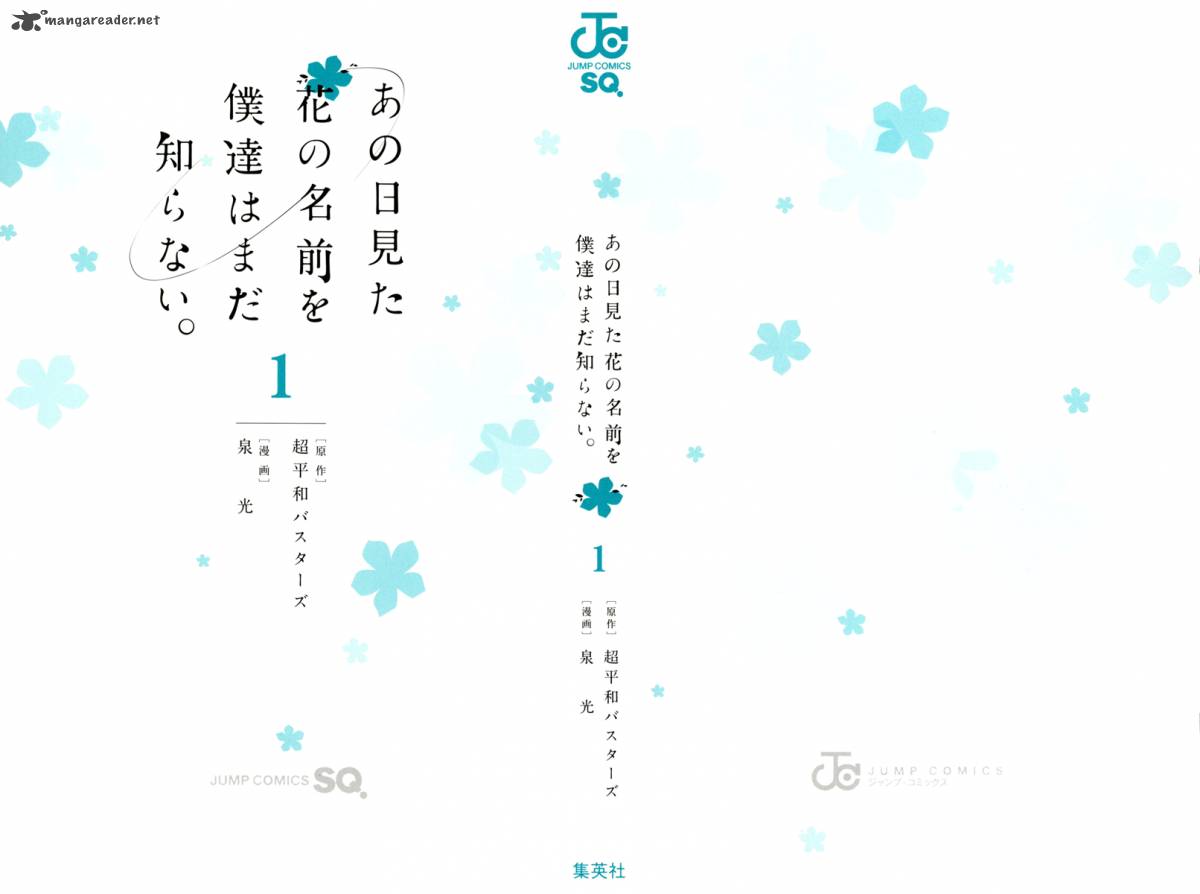 mangareader.net
あの日見た
花の名前を
僕達はまだ
知らない。
1
[原作]
超平和バスターズ
[漫画]
泉 光
JUMP COMICS SQ.
JC
JUMP COMICS
SQ.
あの日見た花の名前を
僕達はまだ知らない。
1
[原作] 超平和バスターズ
[漫画] 泉 光
集英社
JC
JUMP COMICS
ジャンプ・コミックス